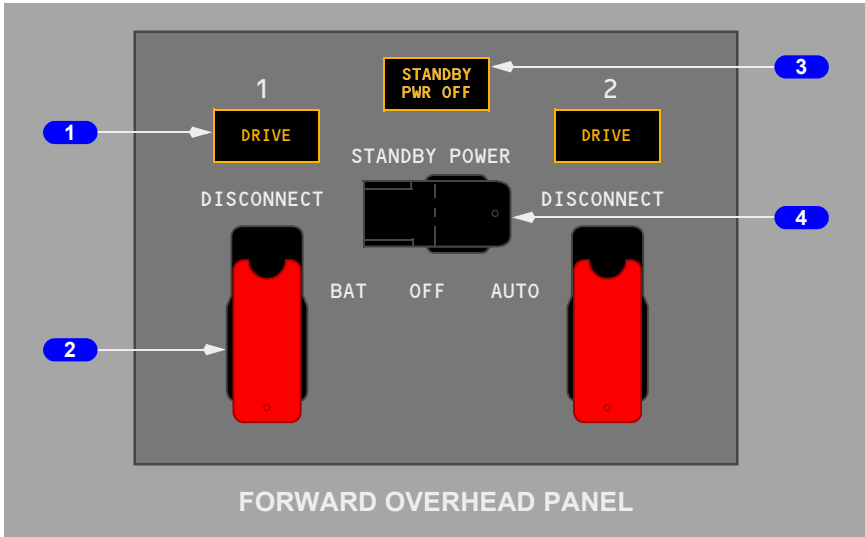 3
STANDBY
PWR OFF
1
2
1
DRIVE
DRIVE
STANDBY POWER
DISCONNECT
DISCONNECT
4
BAT OFF AUTO
2
FORWARD OVERHEAD PANEL